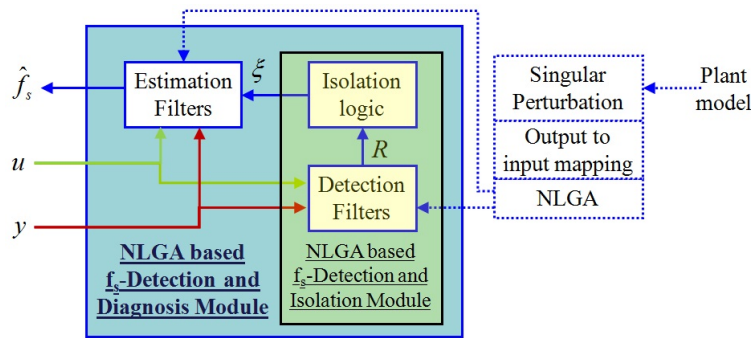 f̂ₛ
Estimation
Filters
ξ
Isolation
logic
Singular
Perturbation
Plant
model
u
R
Output to
input mapping
Detection
Filters
NLGA
y
NLGA based
fₛ-Detection and
Diagnosis Module
NLGA based
fₛ-Detection and
Isolation Module